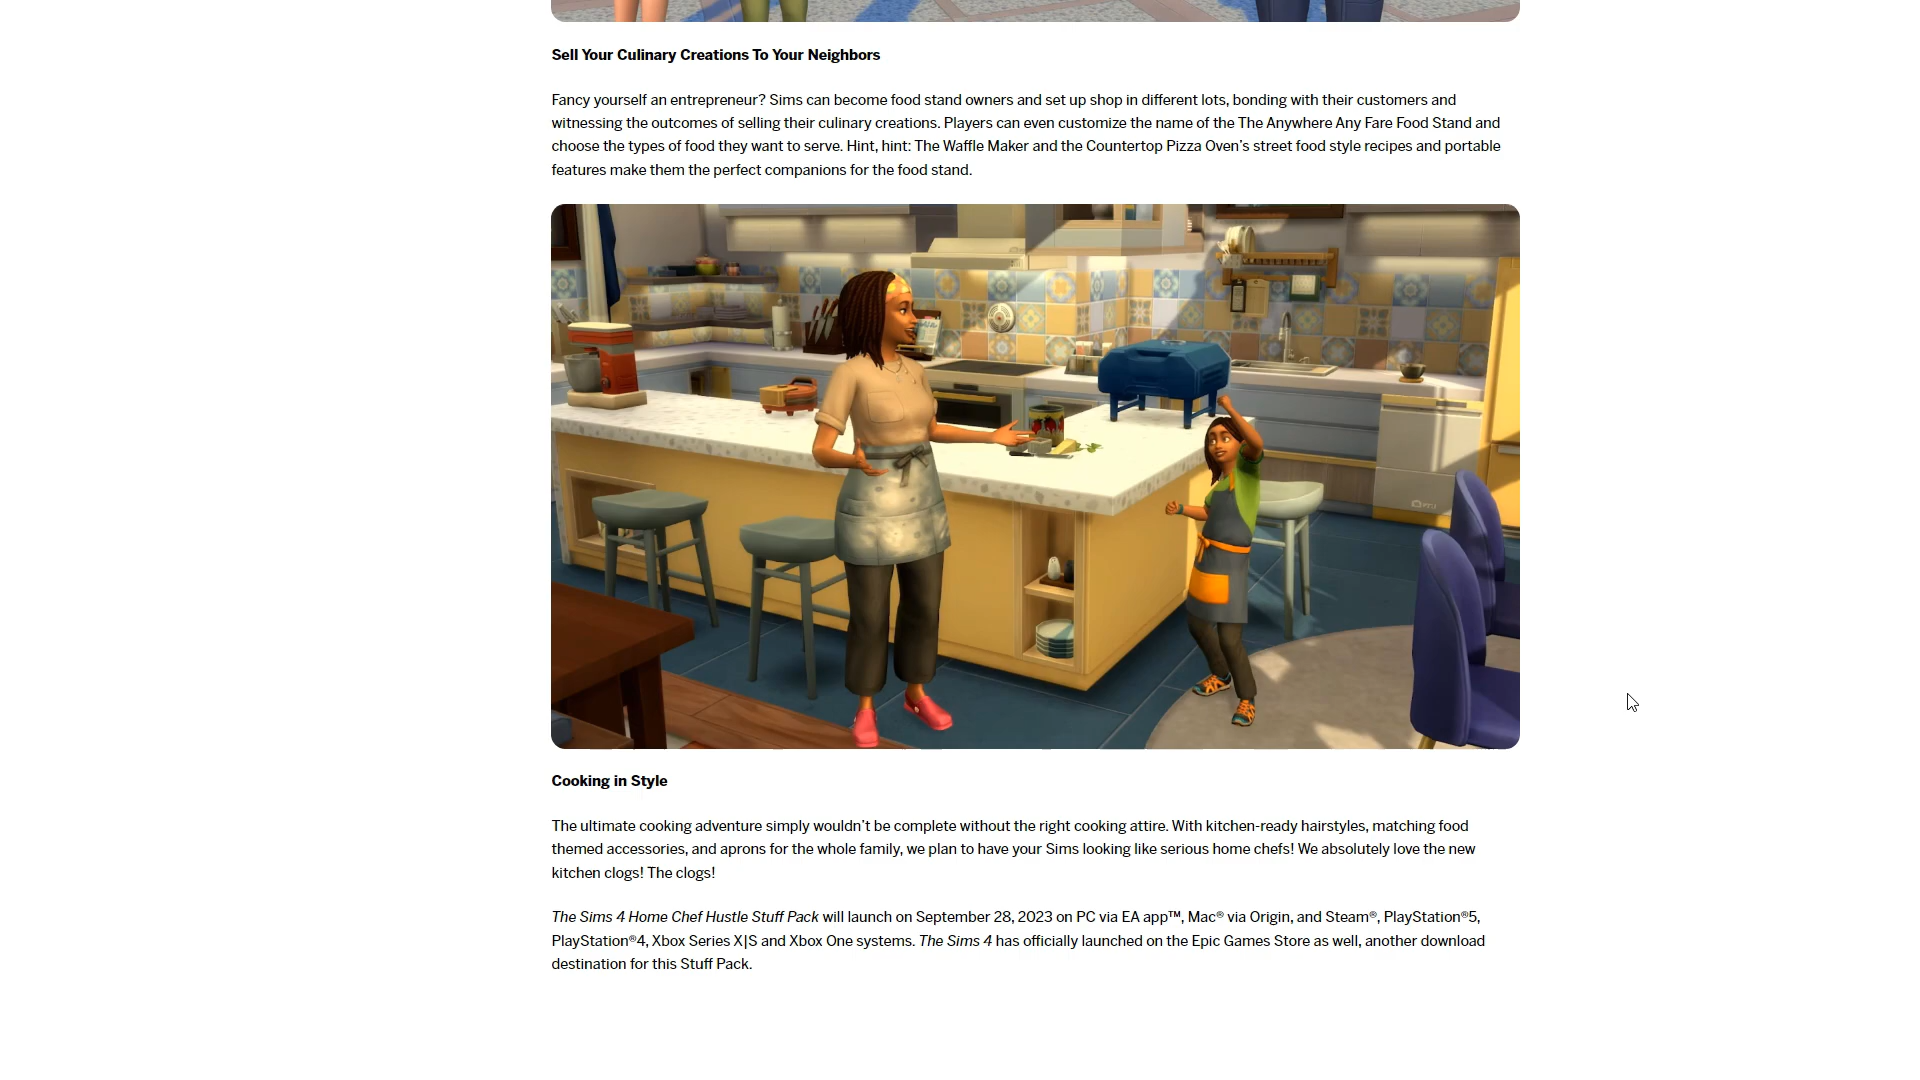 Sell Your Culinary Creations To Your Neighbors
Fancy yourself an entrepreneur? Sims can become food stand owners and set up shop in different lots, bonding with their customers and
witnessing the outcomes of selling their culinary creations. Players can even customize the name of the The Anywhere Any Fare Food Stand and
choose the types of food they want to serve. Hint, hint: The Waffle Maker and the Countertop Pizza Oven’s street food style recipes and portable
features make them the perfect companions for the food stand.
Cooking in Style
The ultimate cooking adventure simply wouldn’t be complete without the right cooking attire. With kitchen-ready hairstyles, matching food
themed accessories, and aprons for the whole family, we plan to have your Sims looking like serious home chefs! We absolutely love the new
kitchen clogs! The clogs!
The Sims 4 Home Chef Hustle Stuff Pack will launch on September 28, 2023 on PC via EA app™, Mac® via Origin, and Steam®, PlayStation®5,
PlayStation®4, Xbox Series X|S and Xbox One systems. The Sims 4 has officially launched on the Epic Games Store as well, another download
destination for this Stuff Pack.